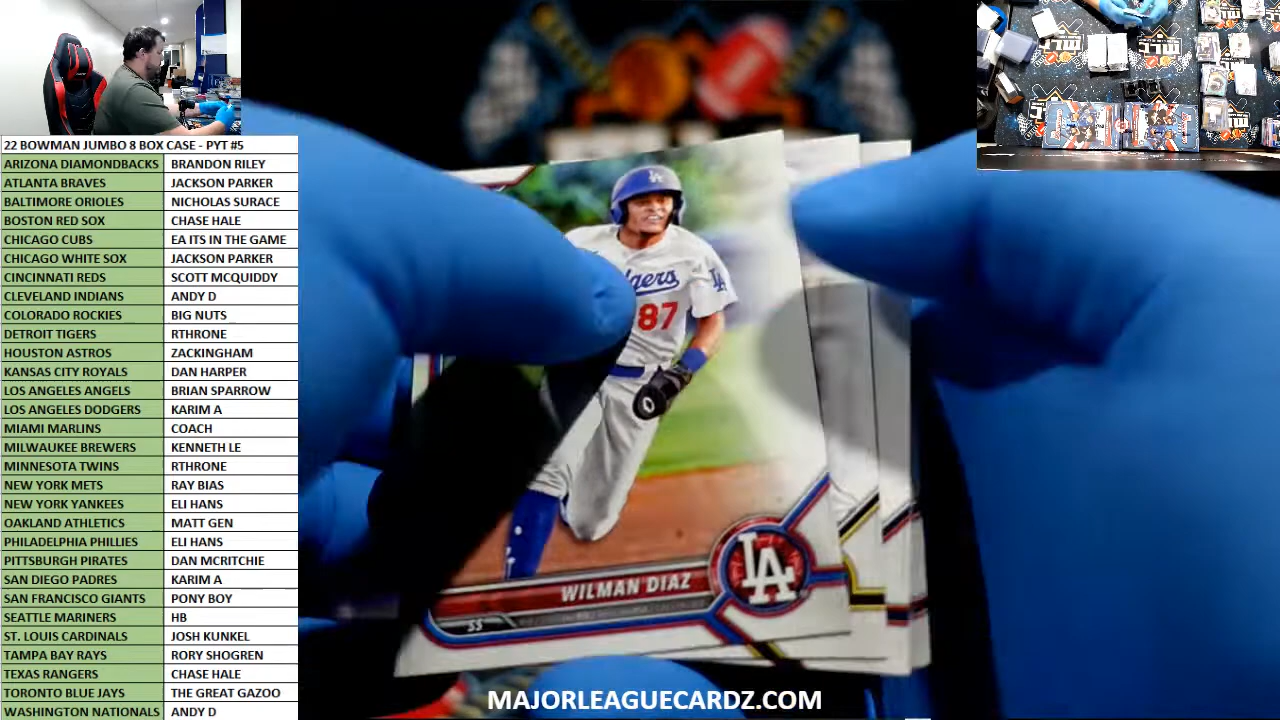 22 BOWMAN JUMBO 8 BOX CASE - PYT #5
ARIZONA DIAMONDBACKS BRANDON RILEY
ATLANTA BRAVES JACKSON PARKER
BALTIMORE ORIOLES NICHOLAS SURACE
BOSTON RED SOX CHASE HALE
CHICAGO CUBS EA ITS IN THE GAME
CHICAGO WHITE SOX JACKSON PARKER
CINCINNATI REDS SCOTT MCQUIDDY
CLEVELAND INDIANS ANDY D
COLORADO ROCKIES BIG NUTS
DETROIT TIGERS RTHRONE
HOUSTON ASTROS ZACKINGHAM
KANSAS CITY ROYALS DAN HARPER
LOS ANGELES ANGELS BRIAN SPARROW
LOS ANGELES DODGERS KARIM A
MIAMI MARLINS COACH
MILWAUKEE BREWERS KENNETH LE
MINNESOTA TWINS RTHRONE
NEW YORK METS RAY BIAS
NEW YORK YANKEES ELI HANS
OAKLAND ATHLETICS MATT GEN
PHILADELPHIA PHILLIES ELI HANS
PITTSBURGH PIRATES DAN MCRITCHIE
SAN DIEGO PADRES KARIM A
SAN FRANCISCO GIANTS PONY BOY
SEATTLE MARINERS HB
ST. LOUIS CARDINALS JOSH KUNKEL
TAMPA BAY RAYS RORY SHOGREN
TEXAS RANGERS CHASE HALE
TORONTO BLUE JAYS THE GREAT GAZOO
WASHINGTON NATIONALS ANDY D
LA
gers LA
87
WILMAN DIAZ
SS
LA
MAJORLEAGUECARDZ.COM